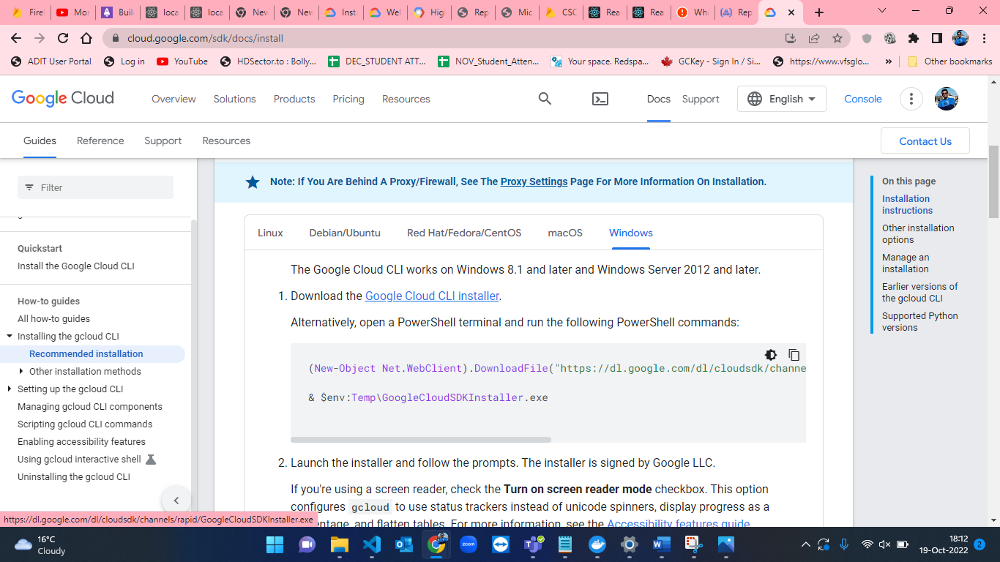 Fire
Mor
Buil
loca
loca
Nev
Nev
Inst
We
Hig
Rep
Mic
CSC
Rea
Rea
Wh
Rep
cloud.google.com/sdk/docs/install
ADIT User Portal
Log in
YouTube
HDSector.to : Bolly...
DEC_STUDENT ATT...
NOV_Student_Atten...
Your space. Redspa...
GCKey - Sign In / Si...
https://www.vfsglo...
»
Other bookmarks
Google Cloud
Overview
Solutions
Products
Pricing
Resources
Docs
Support
English
Console
Guides
Reference
Support
Resources
Contact Us
Filter
Quickstart
Install the Google Cloud CLI
How-to guides
All how-to guides
Installing the gcloud CLI
Recommended installation
Other installation methods
Setting up the gcloud CLI
Managing gcloud CLI components
Scripting gcloud CLI commands
Enabling accessibility features
Using gcloud interactive shell
Uninstalling the gcloud CLI
Note: If You Are Behind A Proxy/Firewall, See The Proxy Settings Page For More Information On Installation.
Linux
Debian/Ubuntu
Red Hat/Fedora/CentOS
macOS
Windows
The Google Cloud CLI works on Windows 8.1 and later and Windows Server 2012 and later.
1. Download the Google Cloud CLI installer.
Alternatively, open a PowerShell terminal and run the following PowerShell commands:
(New-Object Net.WebClient).DownloadFile("https://dl.google.com/dl/cloudsdk/channe
& $env:Temp\GoogleCloudSDKInstaller.exe
2. Launch the installer and follow the prompts. The installer is signed by Google LLC.
If you're using a screen reader, check the Turn on screen reader mode checkbox. This option
configures gcloud to use status trackers instead of unicode spinners, display progress as a
entage, and flatten tables. For more information, see the Accessibility features guide
On this page
Installation
instructions
Other installation
options
Manage an
installation
Earlier versions of
the gcloud CLI
Supported Python
versions
https://dl.google.com/dl/cloudsdk/channels/rapid/GoogleCloudSDKInstaller.exe
16°C
Cloudy
zoom
18:12
19-Oct-2022
2